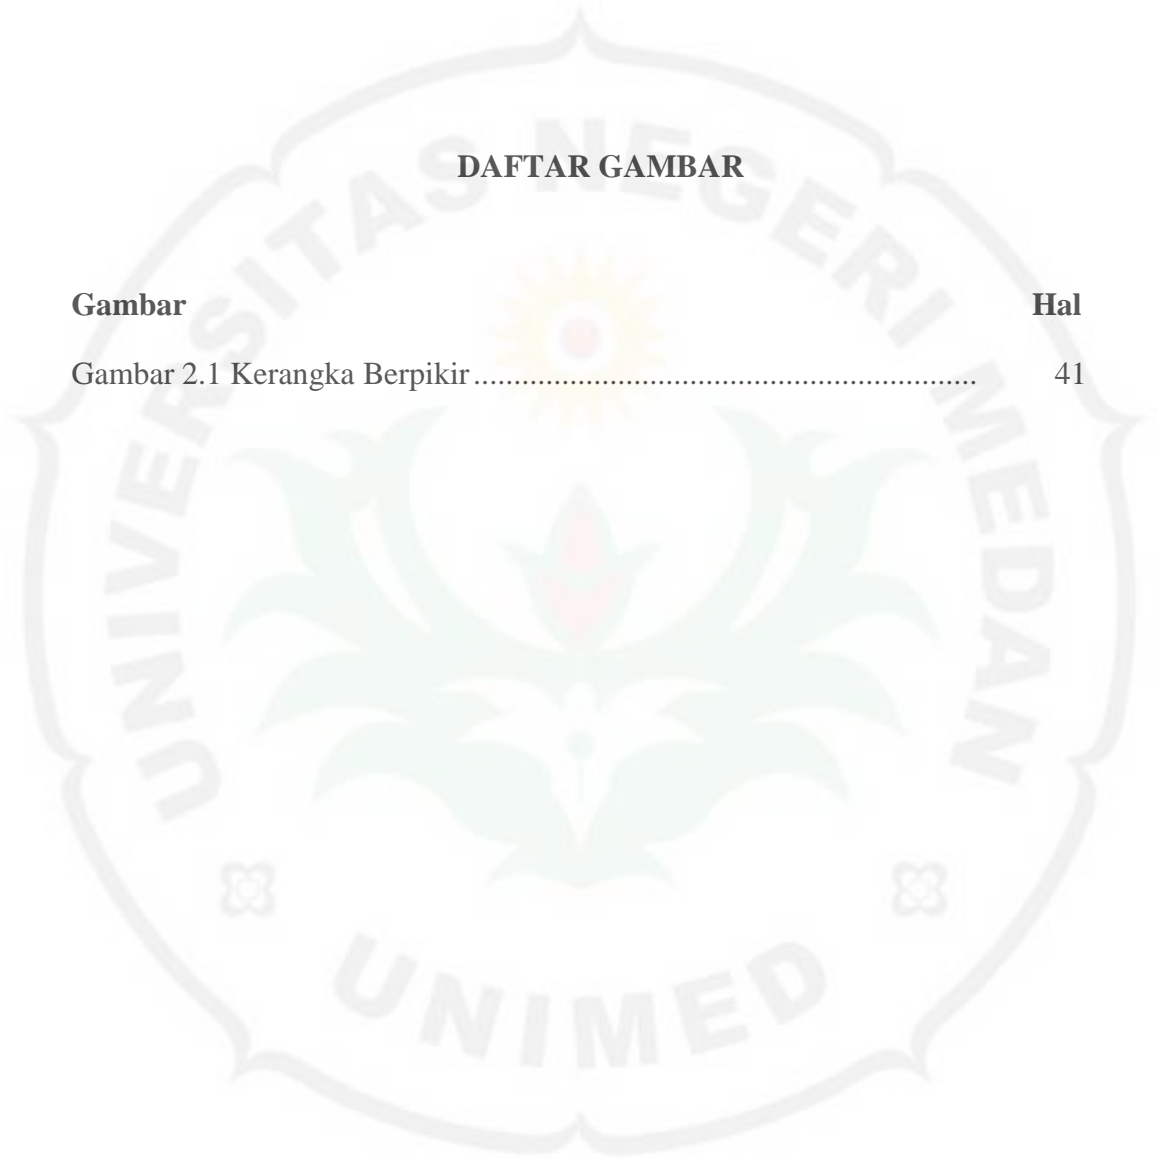 DAFTAR GAMBAR
Gambar Hal
Gambar 2.1 Kerangka Berpikir ................................................................ 41
UNIVERSITAS NEGERI MEDAN
UNIMED